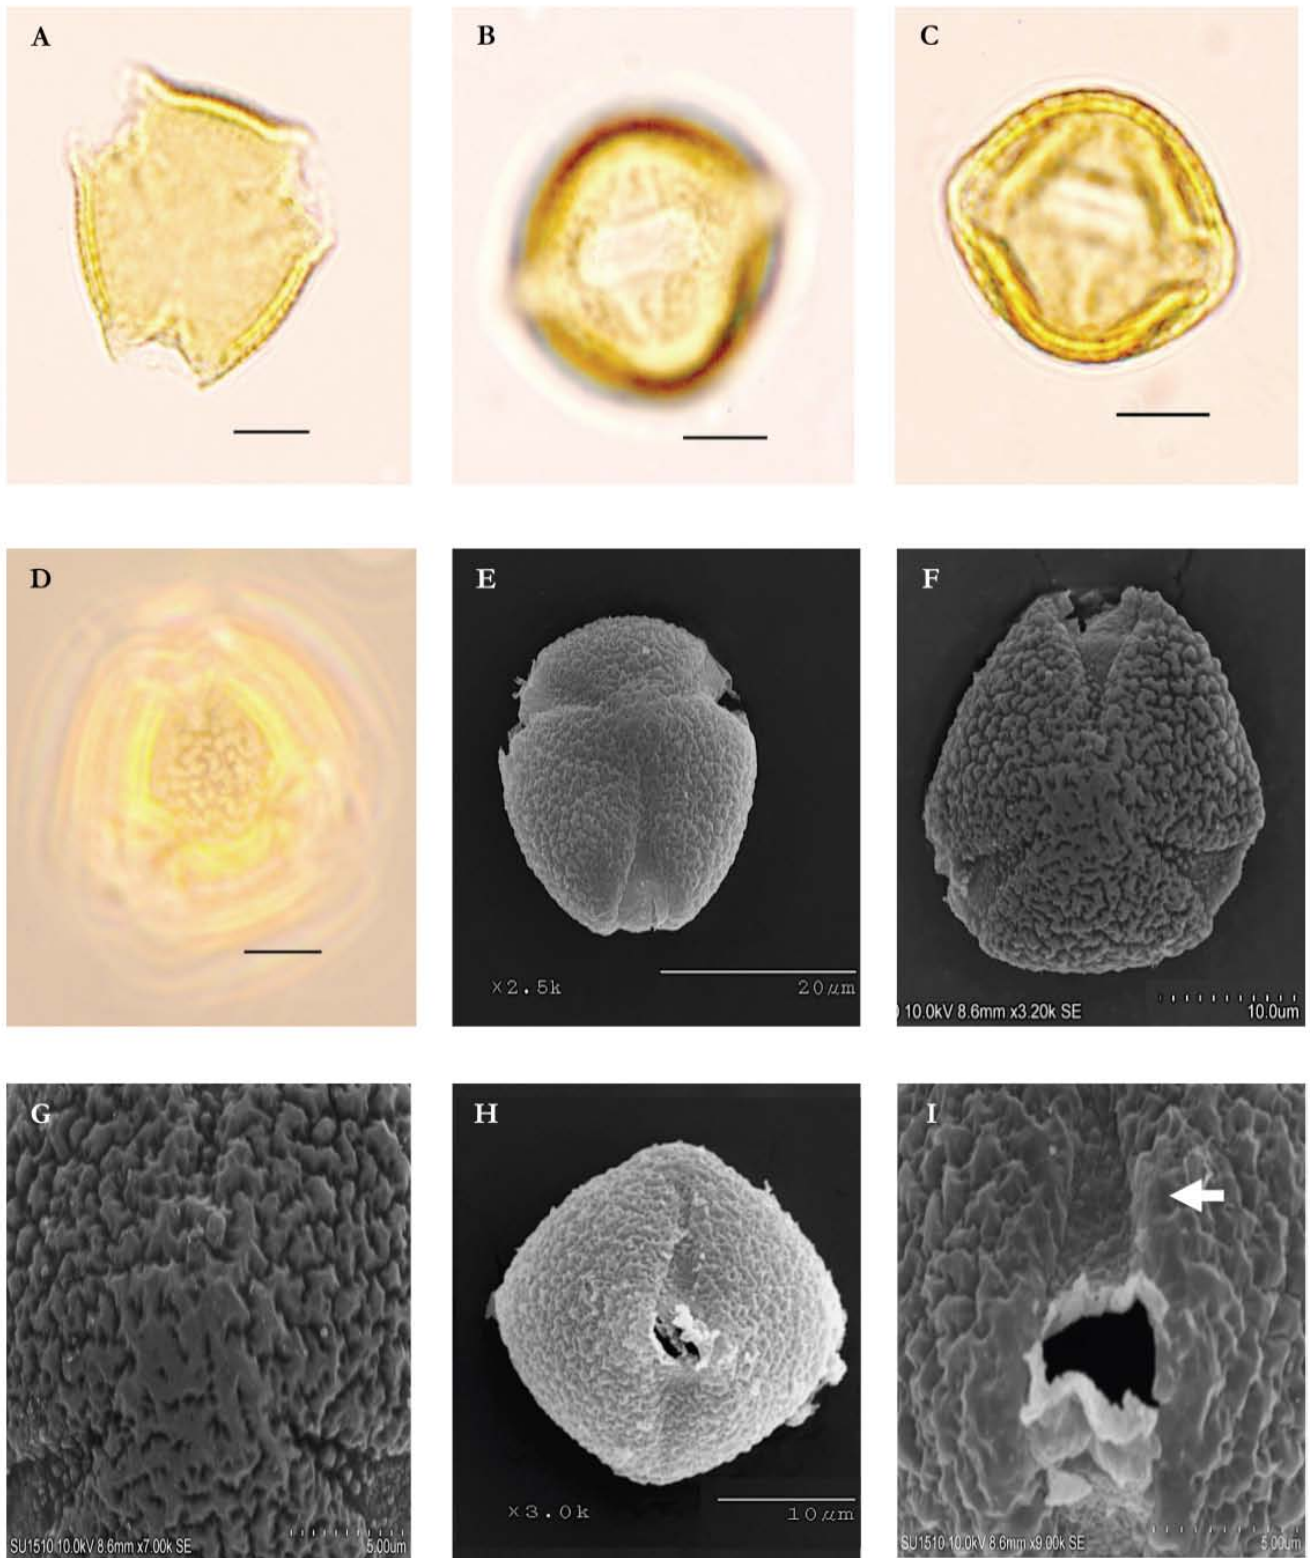 A
B
C
D
E
×2.5k 20μm
F
) 10.0kV 8.6mm x3.20k SE 10.0um
G
SU1510 10.0kV 8.6mm x7.00k SE 5.00um
H
×3.0k 10μm
I
SU1510 10.0kV 8.6mm x9.00k SE 5.00um